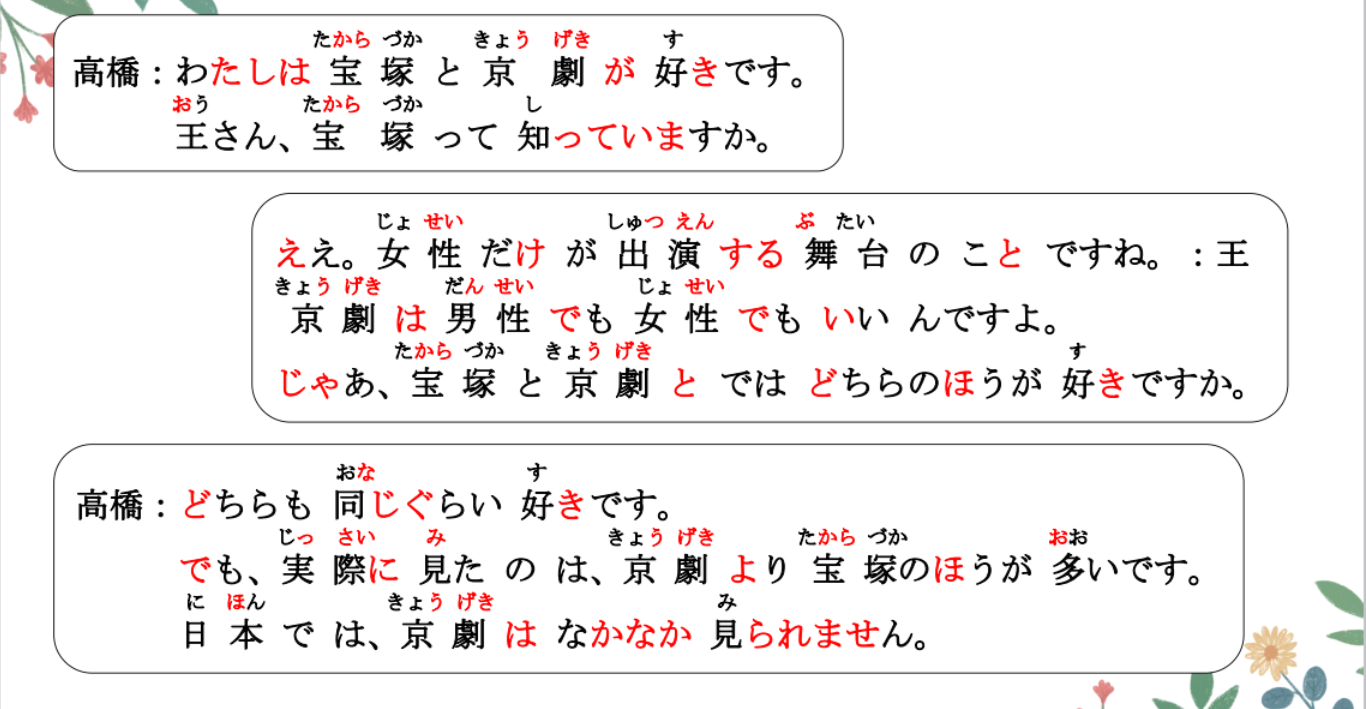 たからづか きょうげき す
高橋：わたしは宝塚と京劇が好きです。
おう たからづか し
王さん、宝塚って知っていますか。
じょせい しゅつえん ぶたい
ええ。女性だけが出演する舞台のことですね。：王
きょうげき だんせい じょせい
京劇は男性でも女性でもいいんですよ。
たからづか きょうげき す
じゃあ、宝塚と京劇とではどちらのほうが好きですか。
おな す
高橋：どちらも同じぐらい好きです。
じっさい み きょうげき たからづか おお
でも、実際に見たのは、京劇より宝塚のほうが多いです。
にほん きょうげき み
日本では、京劇はなかなか見られません。